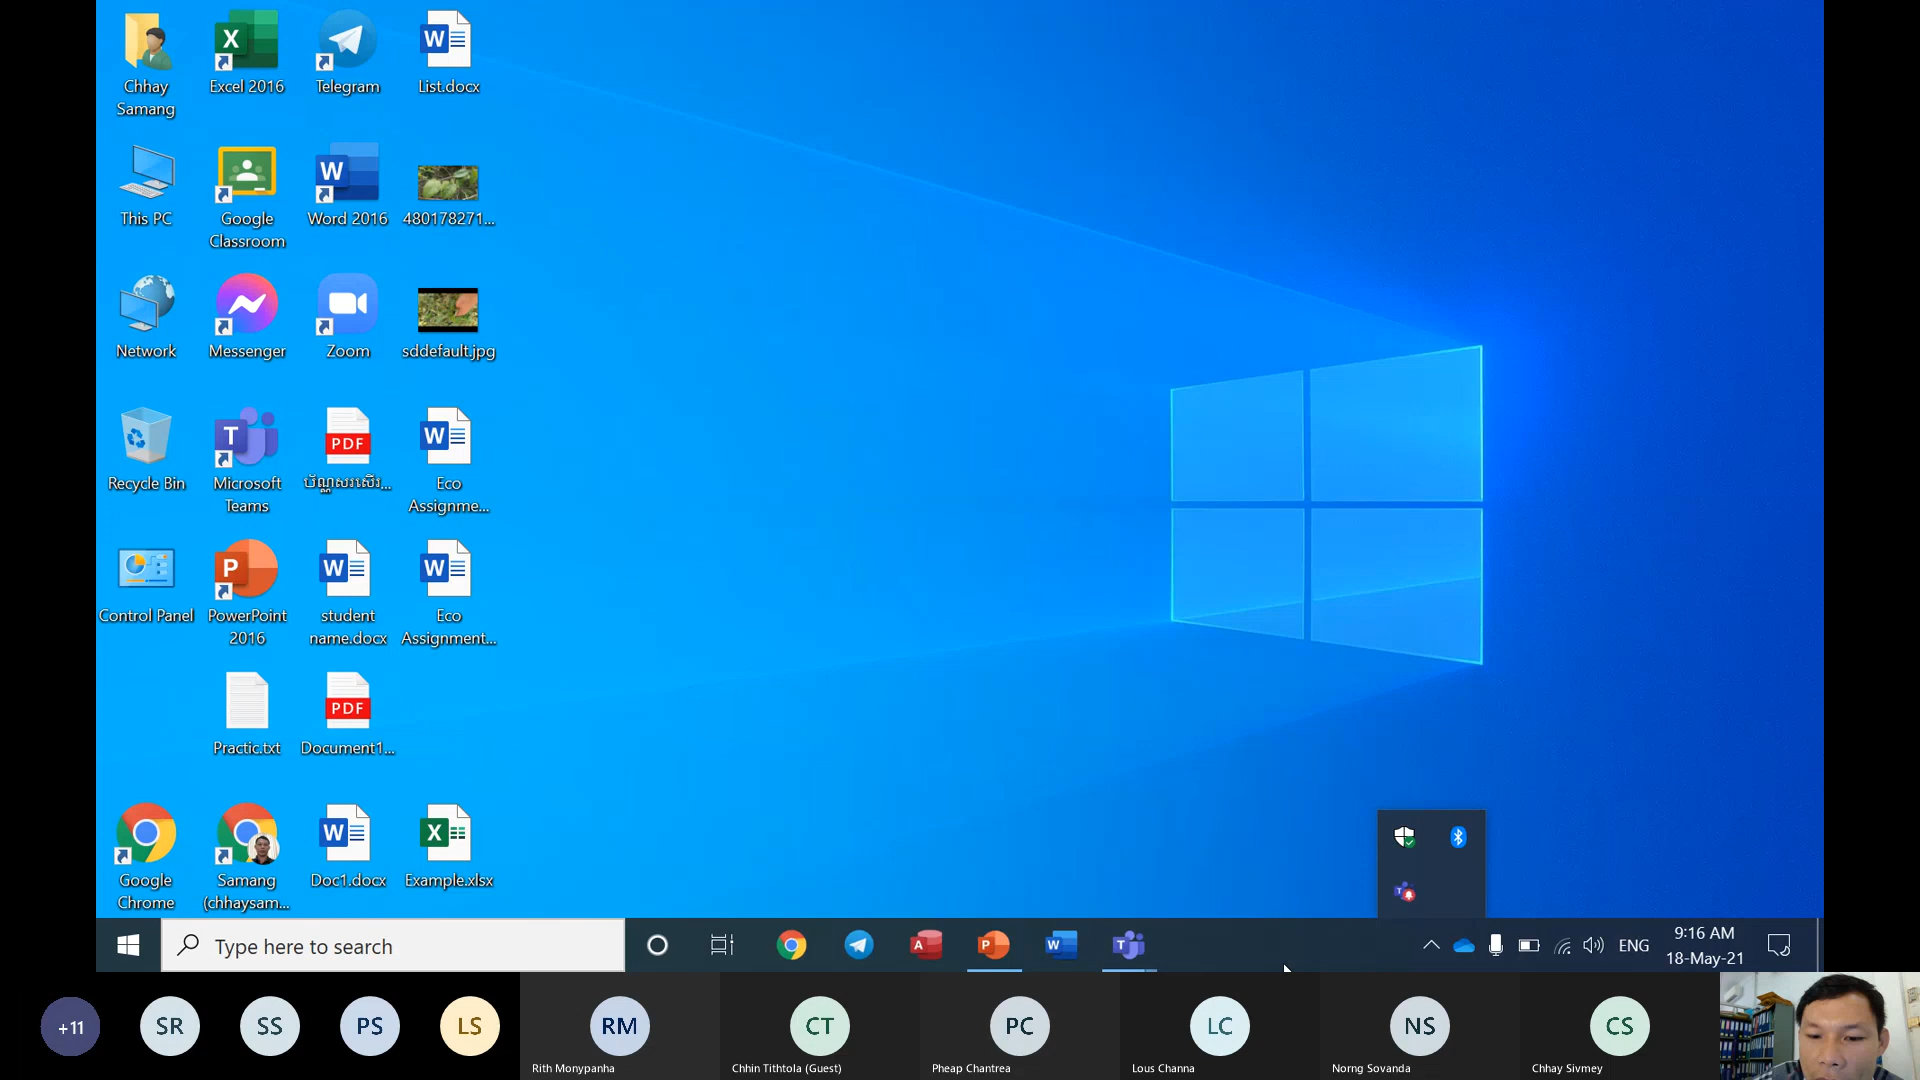 Chhay
Samang
Excel 2016
Telegram
List.docx
This PC
Google
Classroom
Word 2016
480178271...
Network
Messenger
Zoom
sddefault.jpg
Recycle Bin
Microsoft
Teams
PDF
ប័ណ្ណសរសើរ...
Eco
Assignme...
Control Panel
PowerPoint
2016
student
name.docx
Eco
Assignment...
Practic.txt
PDF
Document1...
Google
Chrome
Samang
(chhaysam...
Doc1.docx
Example.xlsx
Type here to search
ENG
9:16 AM
18-May-21
+11
SR
SS
PS
LS
RM
Rith Monypanha
CT
Chhin Tithtola (Guest)
PC
Pheap Chantrea
LC
Lous Channa
NS
Norng Sovanda
CS
Chhay Sivmey